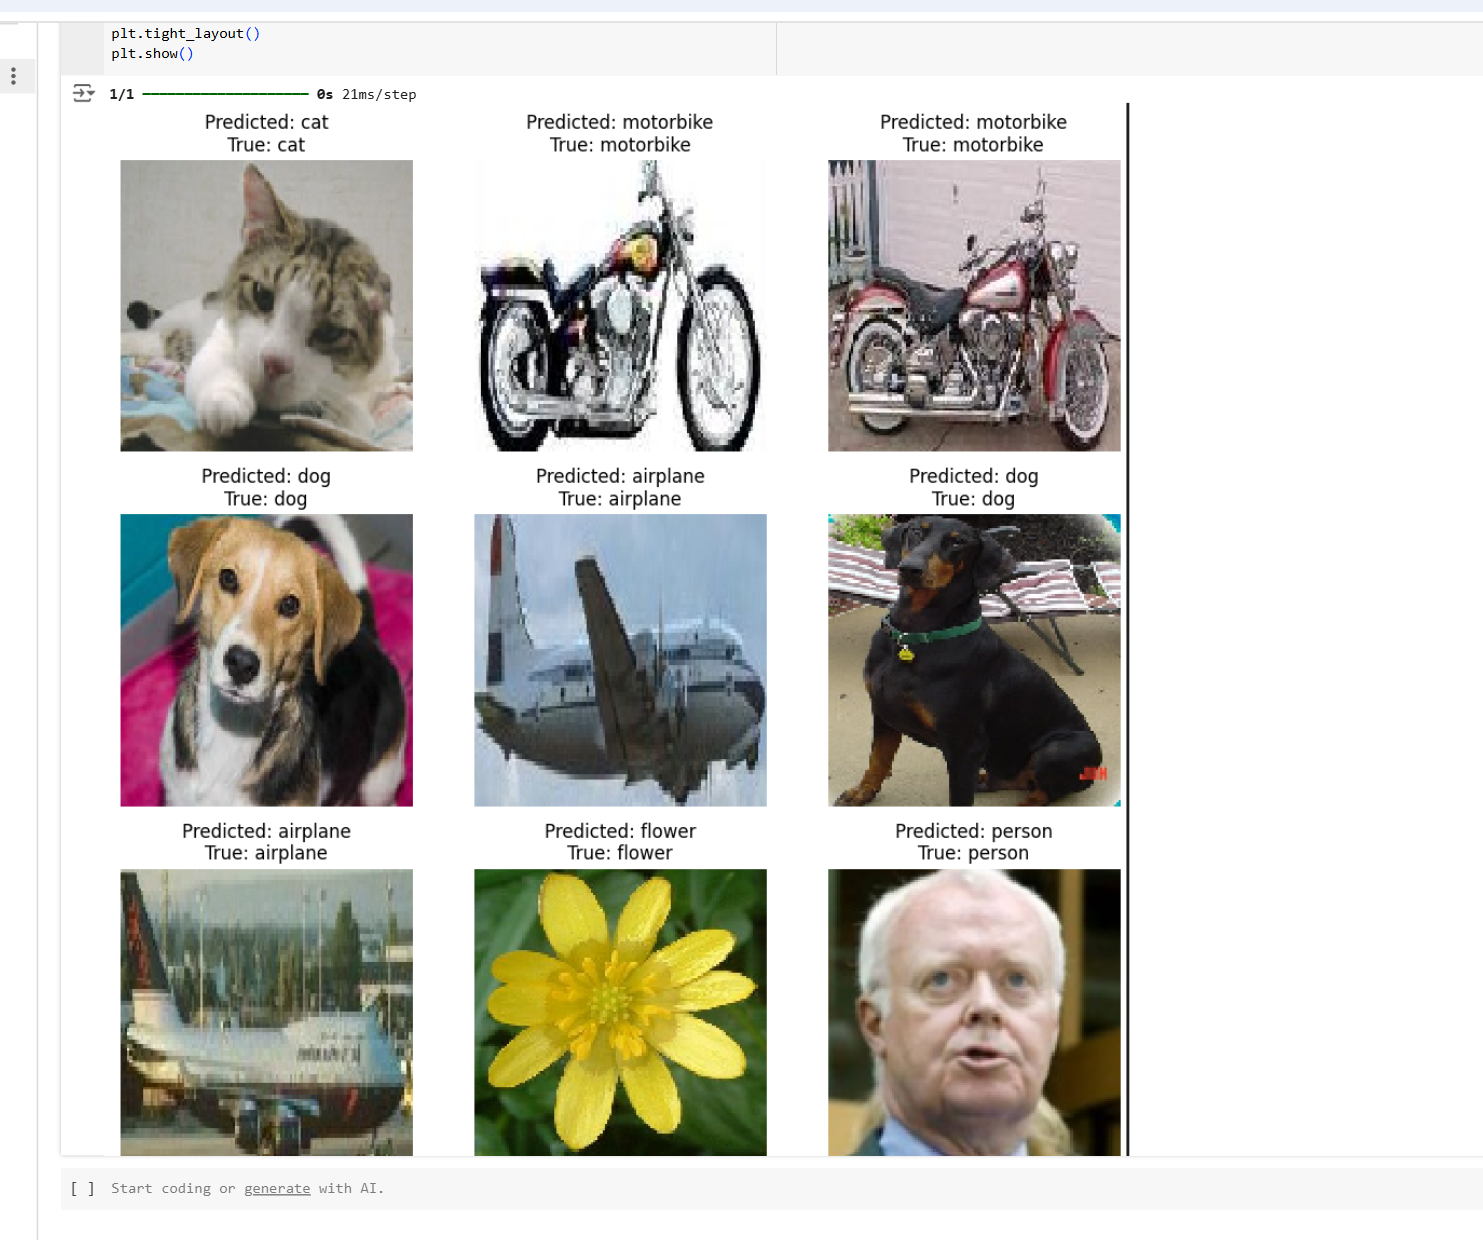 plt.tight_layout()
plt.show()
1/1 ━━━━━━━━━━━━━━━━━━━━ 0s 21ms/step
Predicted: cat
True: cat
Predicted: motorbike
True: motorbike
Predicted: motorbike
True: motorbike
Predicted: dog
True: dog
Predicted: airplane
True: airplane
Predicted: dog
True: dog
Predicted: airplane
True: airplane
Predicted: flower
True: flower
Predicted: person
True: person
[ ] Start coding or generate with AI.